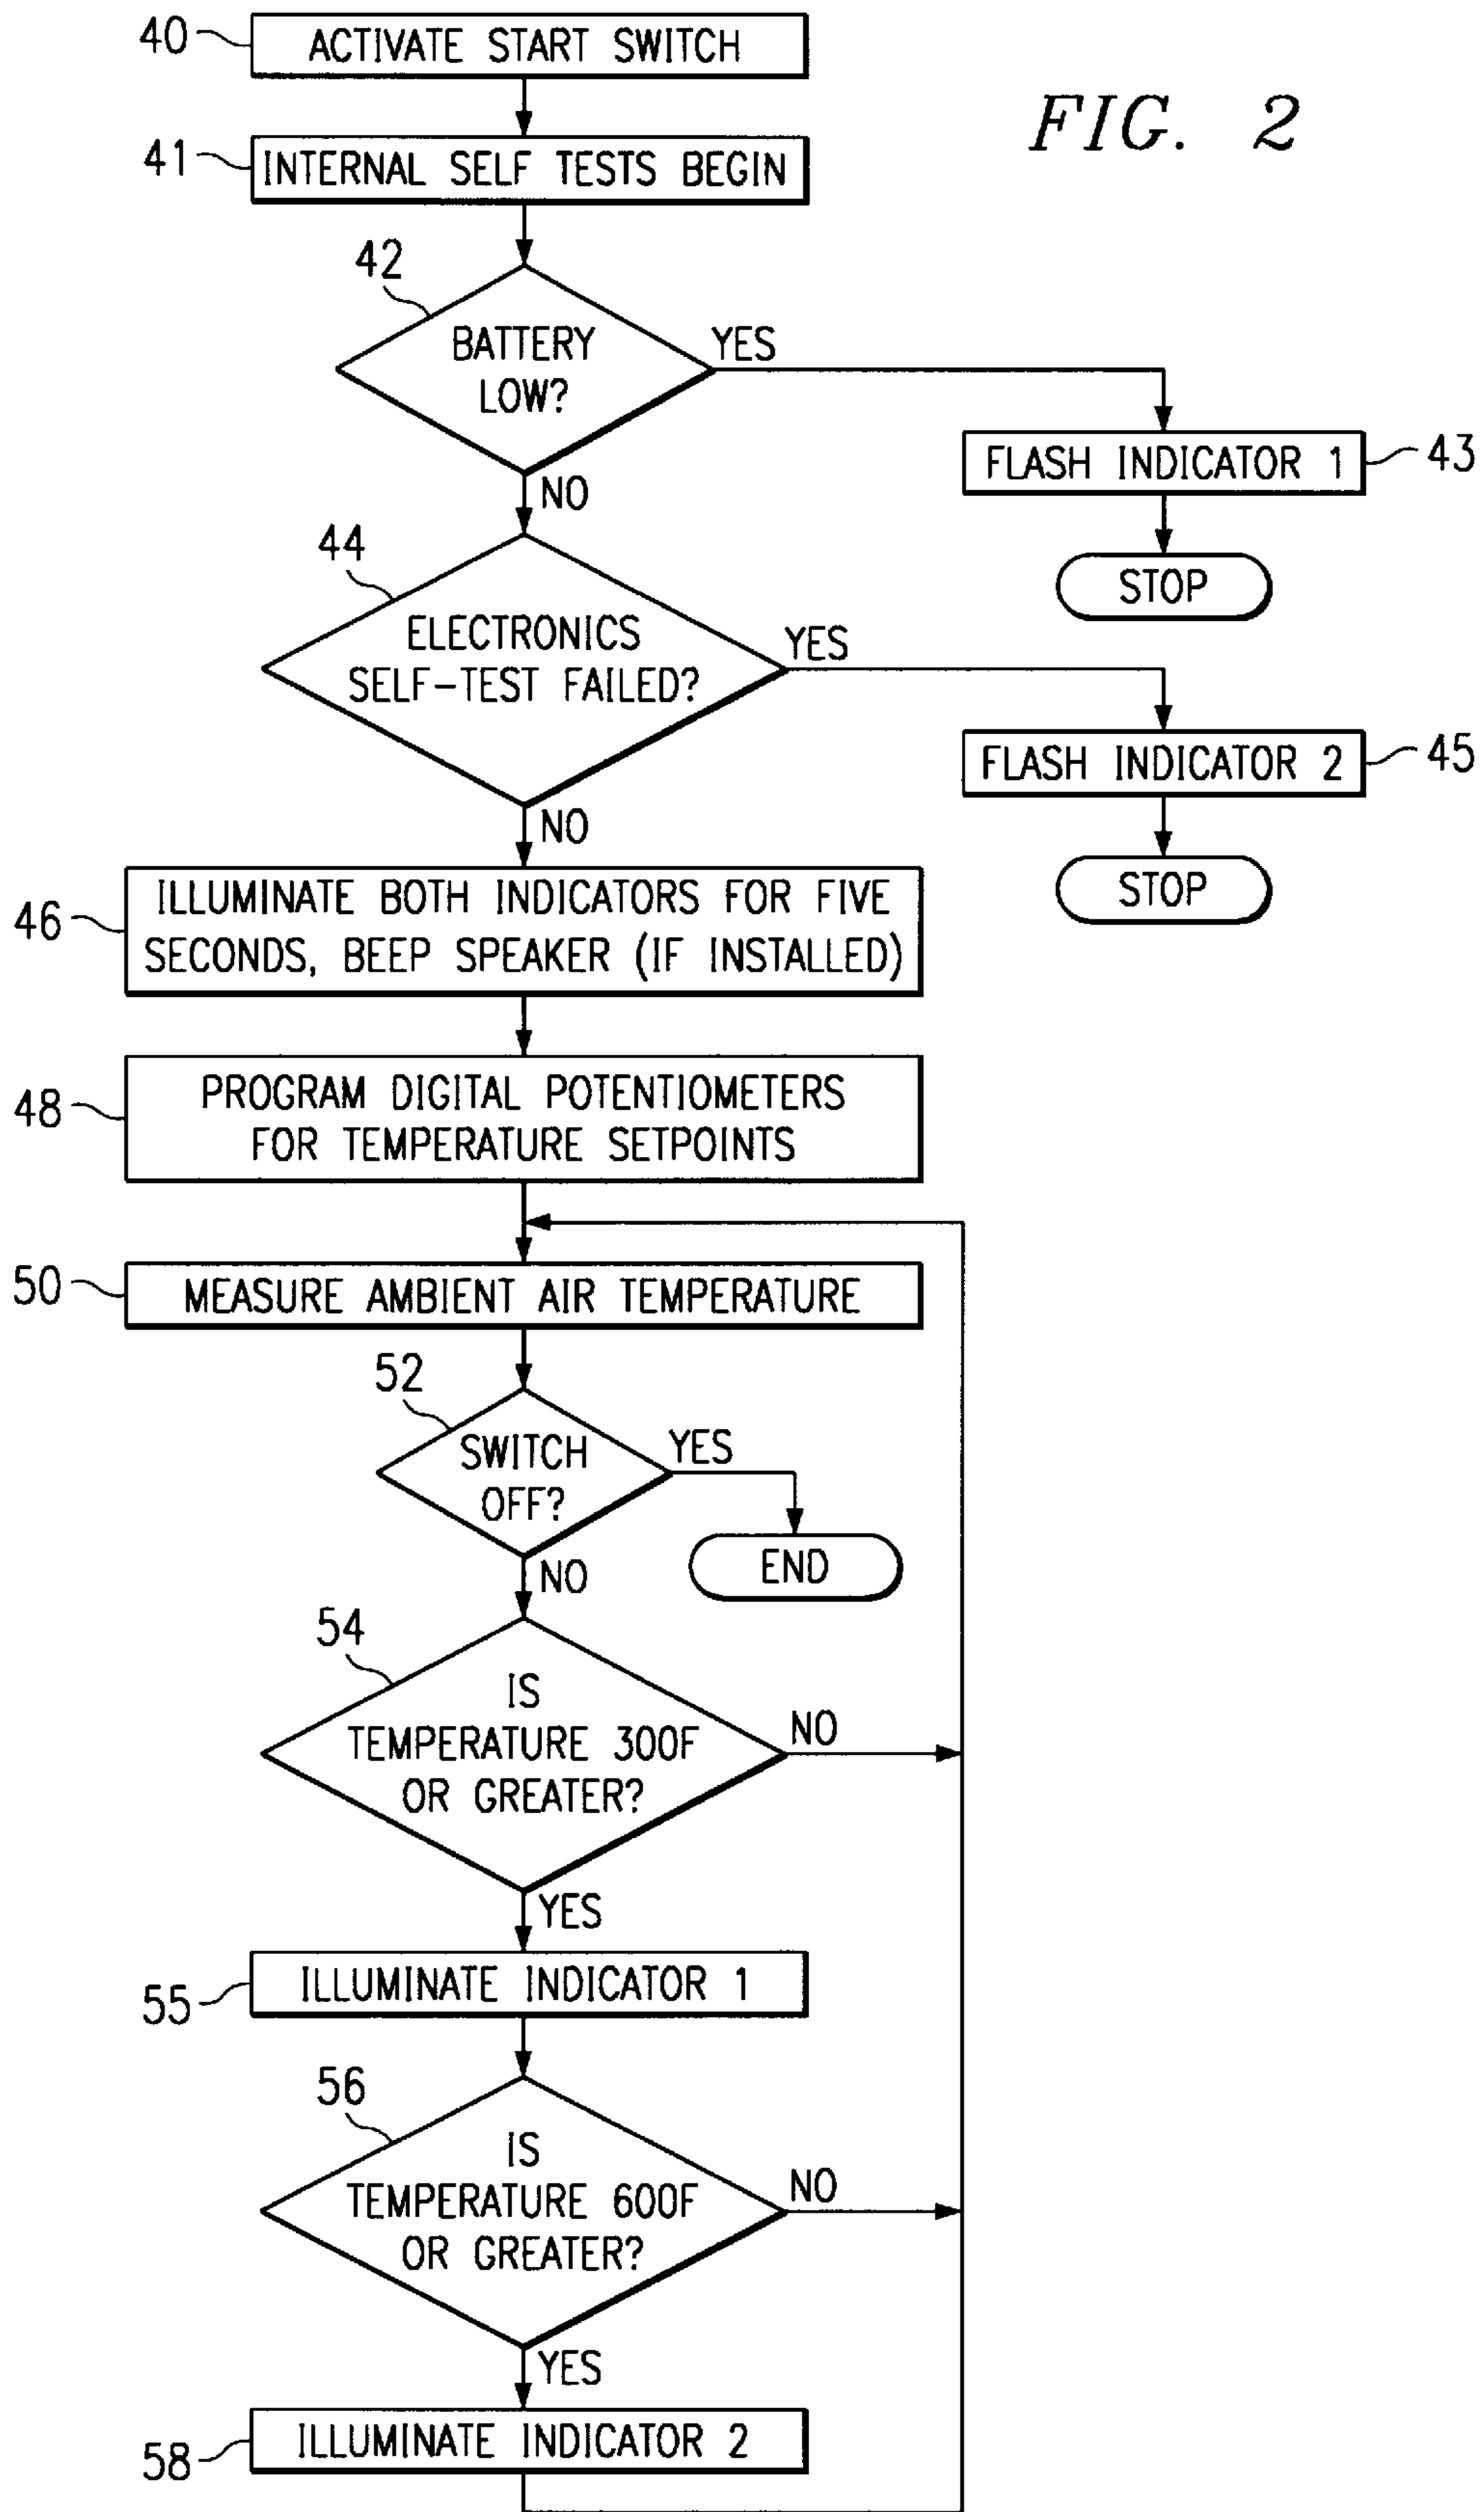 40
ACTIVATE START SWITCH
FIG. 2
41
INTERNAL SELF TESTS BEGIN
42
BATTERY
LOW?
YES
NO
FLASH INDICATOR 1
43
STOP
44
ELECTRONICS
SELF-TEST FAILED?
YES
NO
FLASH INDICATOR 2
45
STOP
46
ILLUMINATE BOTH INDICATORS FOR FIVE
SECONDS, BEEP SPEAKER (IF INSTALLED)
48
PROGRAM DIGITAL POTENTIOMETERS
FOR TEMPERATURE SETPOINTS
50
MEASURE AMBIENT AIR TEMPERATURE
52
SWITCH
OFF?
YES
END
NO
54
IS
TEMPERATURE 300F
OR GREATER?
NO
YES
55
ILLUMINATE INDICATOR 1
56
IS
TEMPERATURE 600F
OR GREATER?
NO
YES
58
ILLUMINATE INDICATOR 2